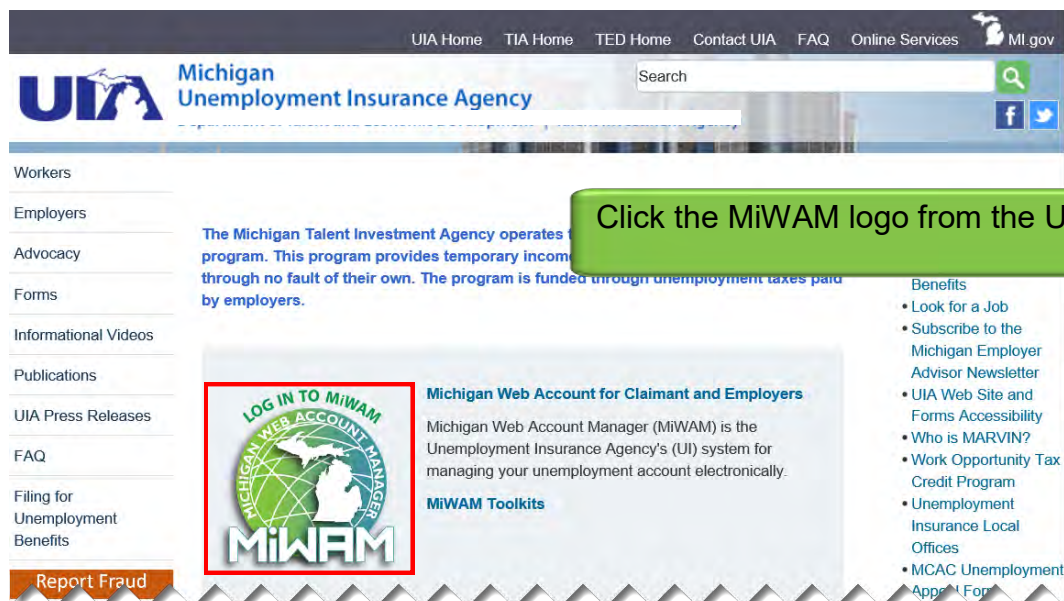 UIA Home TIA Home TED Home Contact UIA FAQ Online Services MI.gov
UIA
Michigan
Unemployment Insurance Agency
Search
f
Workers
Employers
Advocacy
Forms
Informational Videos
Publications
UIA Press Releases
FAQ
Filing for
Unemployment
Benefits
Report Fraud
Click the MiWAM logo from the U
The Michigan Talent Investment Agency operates
program. This program provides temporary income
through no fault of their own. The program is funded through unemployment taxes paid
by employers.
LOG IN TO MiWAM
MICHIGAN WEB ACCOUNT MANAGER
MiWAM
Michigan Web Account for Claimant and Employers
Michigan Web Account Manager (MiWAM) is the
Unemployment Insurance Agency's (UI) system for
managing your unemployment account electronically.
MiWAM Toolkits
Benefits
• Look for a Job
• Subscribe to the
Michigan Employer
Advisor Newsletter
• UIA Web Site and
Forms Accessibility
• Who is MARVIN?
• Work Opportunity Tax
Credit Program
• Unemployment
Insurance Local
Offices
• MCAC Unemployment